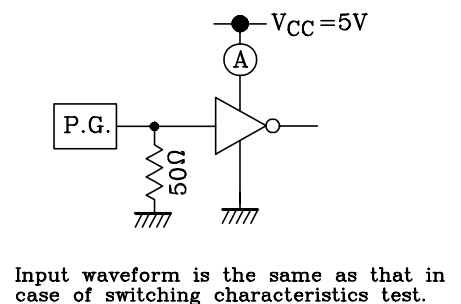 VCC=5V
A
P.G.
50Ω
Input waveform is the same as that in
case of switching characteristics test.